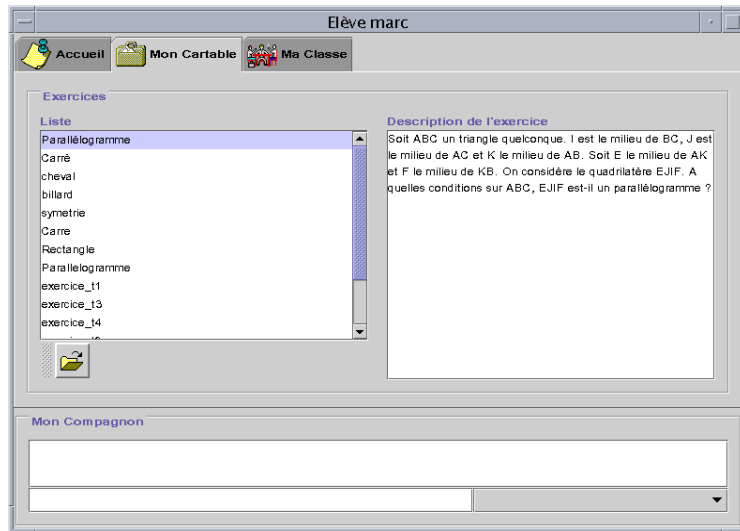 Elève marc
Accueil
Mon Cartable
Ma Classe
Exercices
Liste
Parallèlogramme
Carré
cheval
billard
symetrie
Carre
Rectangle
Parallelogramme
exercice_t1
exercice_t3
exercice_t4
Description de l'exercice
Soit ABC un triangle quelconque. I est le milieu de BC, J est
le milieu de AC et K le milieu de AB. Soit E le milieu de AK
et F le milieu de KB. On considère le quadrilatère EJIF. A
quelles conditions sur ABC, EJIF est-il un parallèlogramme ?
Mon Compagnon